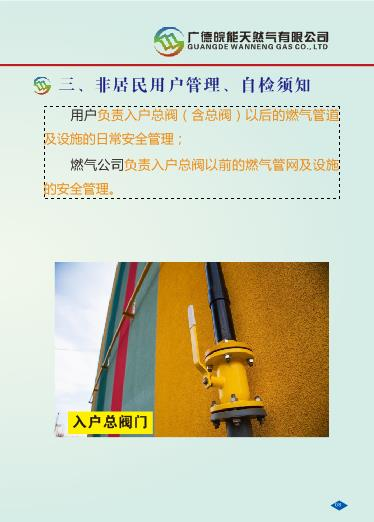 广德皖能天然气有限公司
GUANGDE WANNENG GAS CO., LTD
三、非居民用户管理、自检须知
用户负责入户总阀（含总阀）以后的燃气管道
及设施的日常安全管理；
燃气公司负责入户总阀以前的燃气管网及设施
的安全管理。
入户总阀门